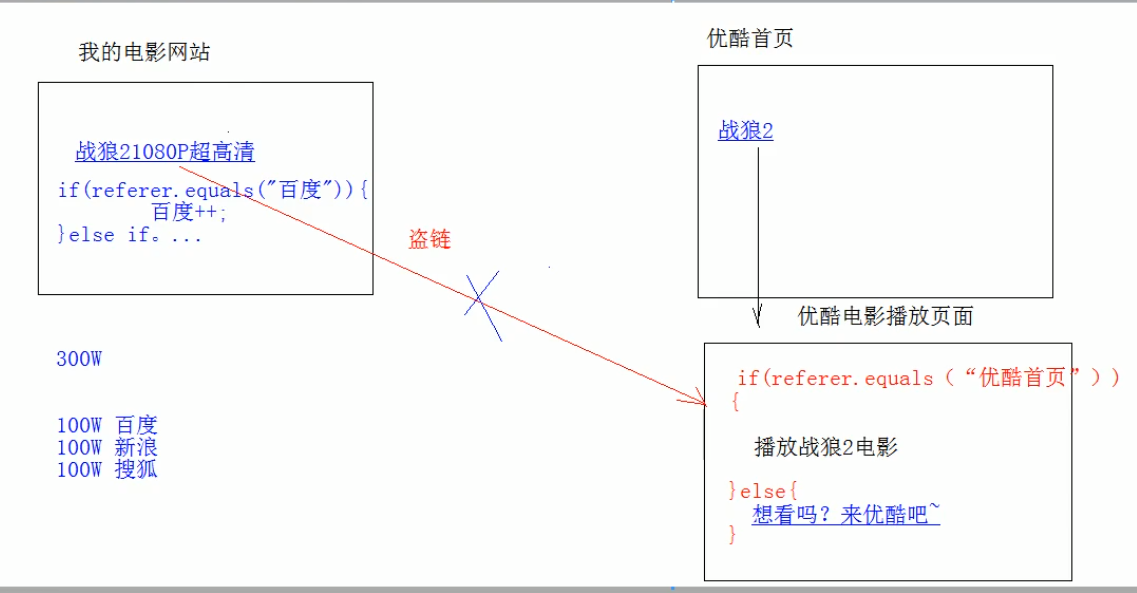 我的电影网站
战狼21080P超高清
if(referer.equals("百度")){
百度++;
}else if。...
盗链
300W
100W 百度
100W 新浪
100W 搜狐
优酷首页
战狼2
优酷电影播放页面
if(referer.equals（“优酷首页”))
{
播放战狼2电影
}else{
想看吗？来优酷吧~
}